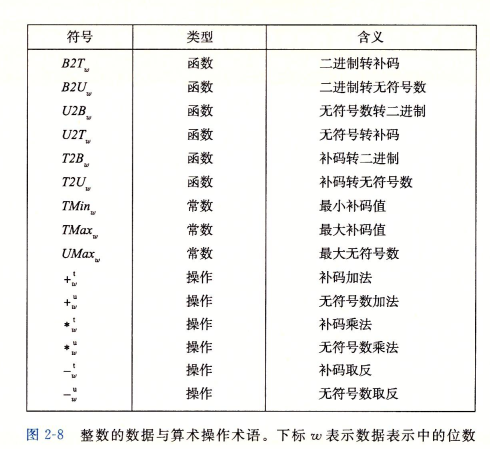 符号 类型 含义
B2T_w 函数 二进制转补码
B2U_w 函数 二进制转无符号数
U2B_w 函数 无符号数转二进制
U2T_w 函数 无符号转补码
T2B_w 函数 补码转二进制
T2U_w 函数 补码转无符号数
TMin_w 常数 最小补码值
TMax_w 常数 最大补码值
UMax_w 常数 最大无符号数
+^t_w 操作 补码加法
+^u_w 操作 无符号数加法
*^t_w 操作 补码乘法
*^u_w 操作 无符号数乘法
-^t_w 操作 补码取反
-^u_w 操作 无符号数取反
图 2-8 整数的数据与算术操作术语。下标 w 表示数据表示中的位数